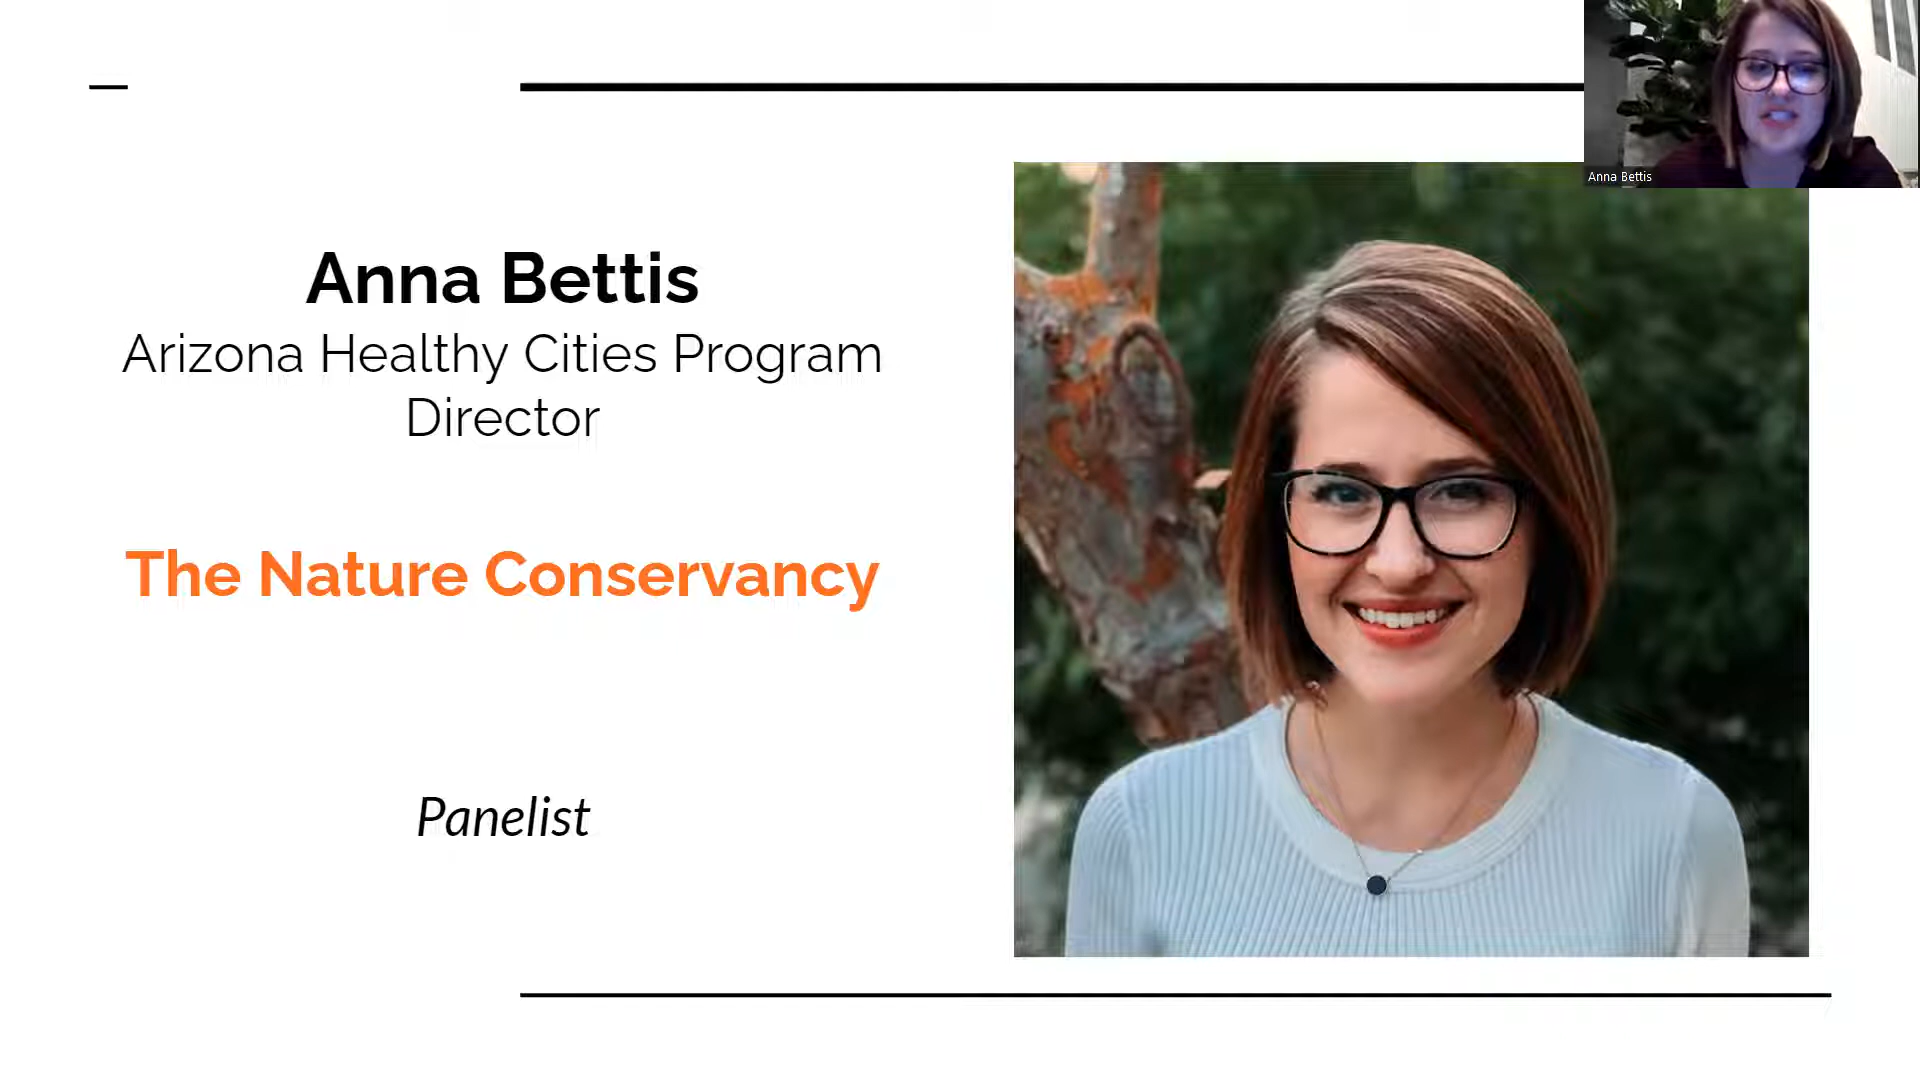 Anna Bettis
Anna Bettis
Arizona Healthy Cities Program
Director
The Nature Conservancy
Panelist